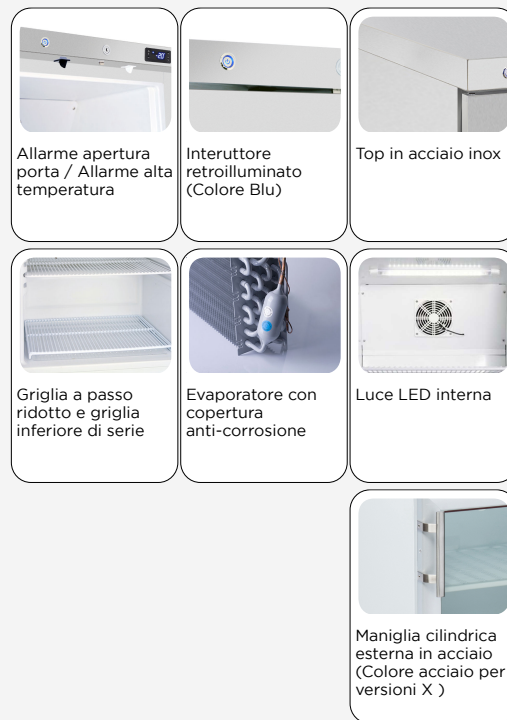 Allarme apertura
porta / Allarme alta
temperatura
Interuttore
retroilluminato
(Colore Blu)
Top in acciaio inox
Griglia a passo
ridotto e griglia
inferiore di serie
Evaporatore con
copertura
anti-corrosione
Luce LED interna
Maniglia cilindrica
esterna in acciaio
(Colore acciaio per
versioni X )